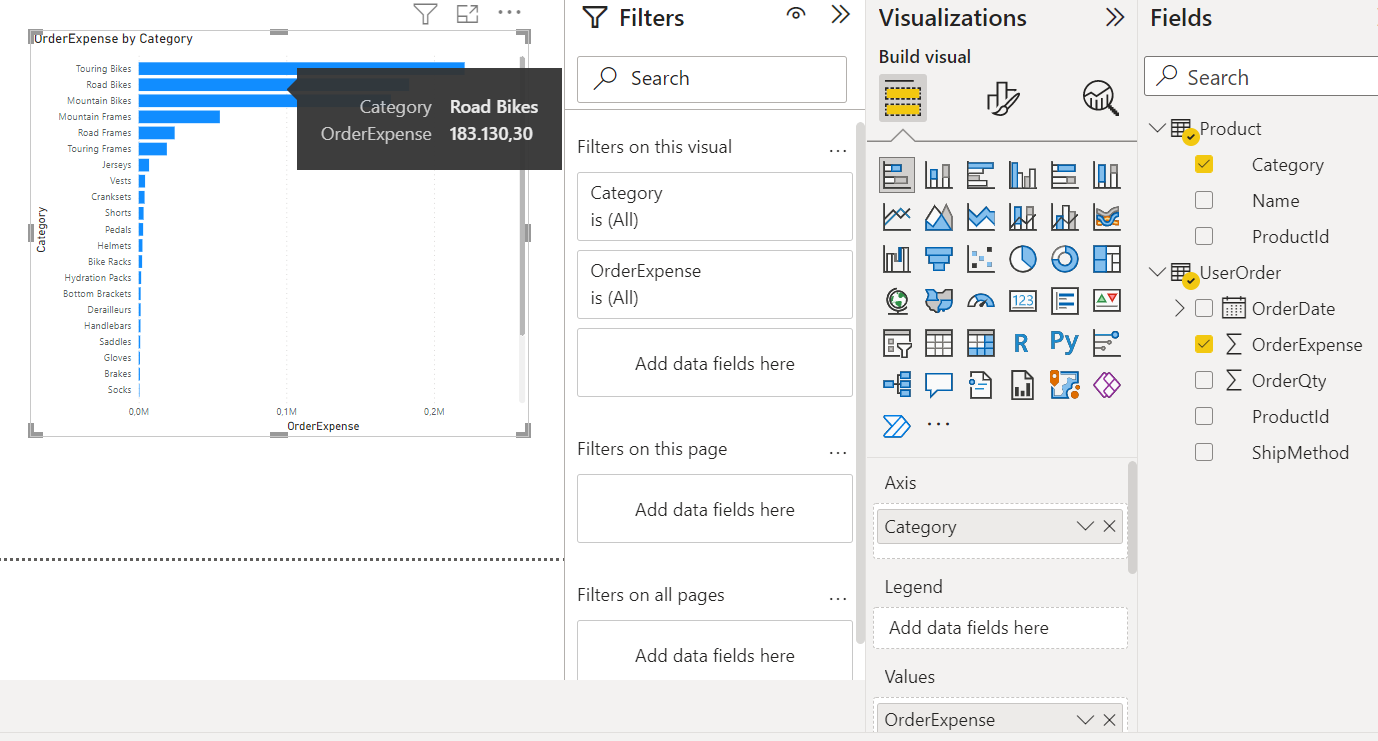 OrderExpense by Category
Touring Bikes
Road Bikes
Mountain Bikes
Mountain Frames
Road Frames
Touring Frames
Jerseys
Vests
Cranksets
Shorts
Pedals
Helmets
Bike Racks
Hydration Packs
Bottom Brackets
Derailleurs
Handlebars
Saddles
Gloves
Brakes
Socks
Category
0,0M 0,1M 0,2M
OrderExpense
Category Road Bikes
OrderExpense 183.130,30
Filters
Search
Filters on this visual
Category
is (All)
OrderExpense
is (All)
Add data fields here
Filters on this page
Add data fields here
Filters on all pages
Add data fields here
Visualizations
Build visual
123
R Py
Axis
Category
Legend
Add data fields here
Values
OrderExpense
Fields
Search
Product
Category
Name
ProductId
UserOrder
OrderDate
OrderExpense
OrderQty
ProductId
ShipMethod